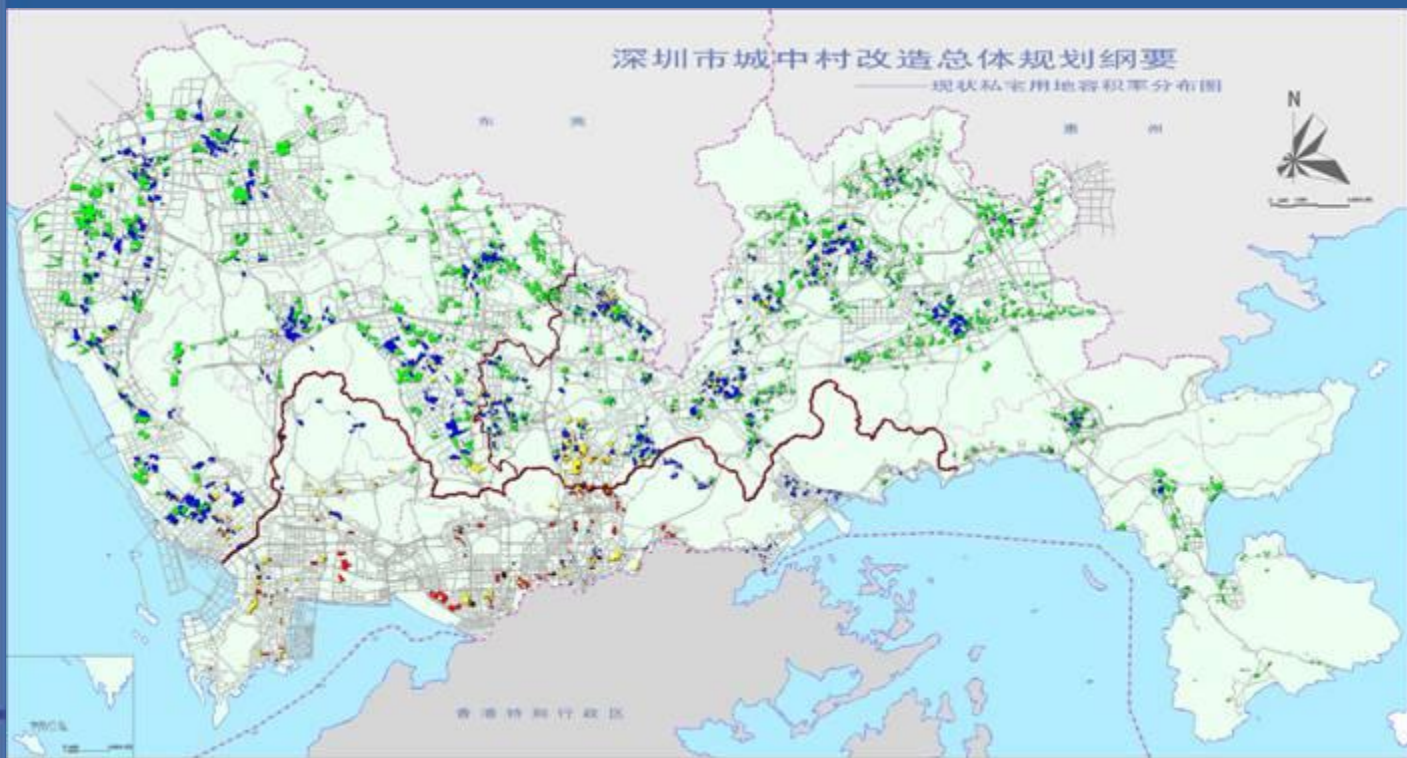 深圳市城中村改造总体规划纲要
——现状私宅用地容积率分布图
N
东 莞
惠 州
香港特别行政区